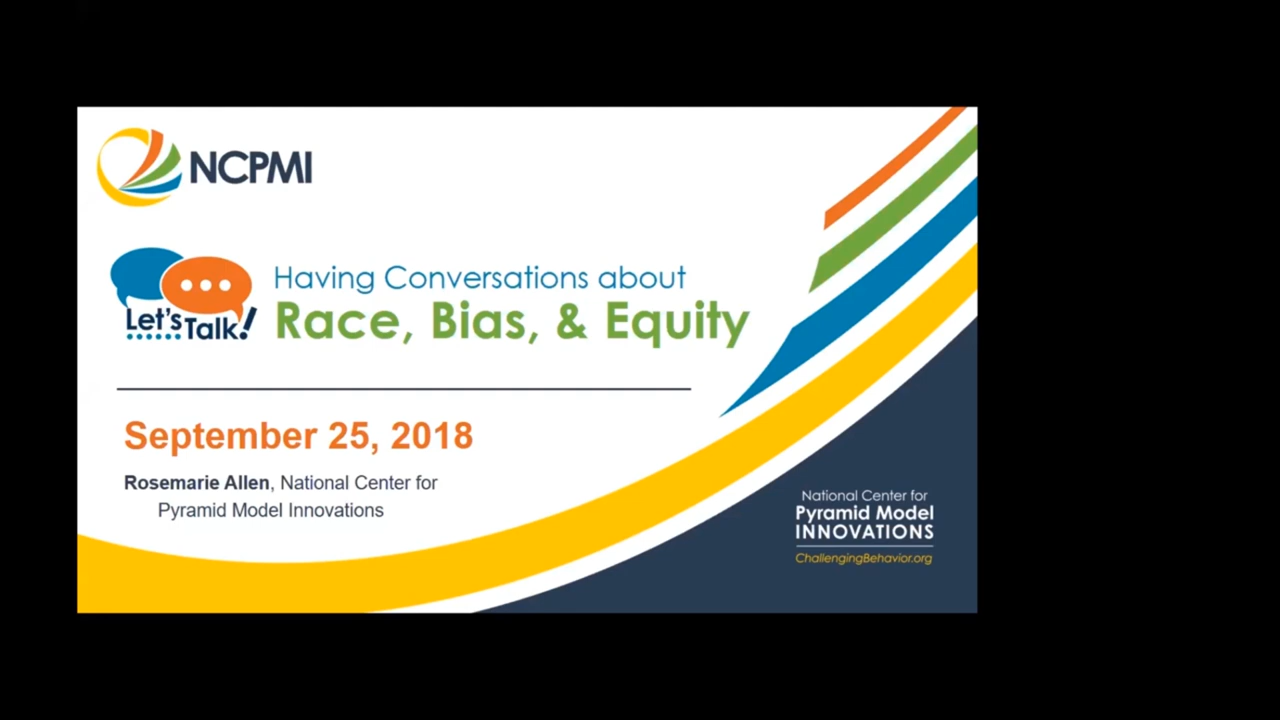 NCPMI
Let's Talk!
Having Conversations about
Race, Bias, & Equity
September 25, 2018
Rosemarie Allen, National Center for
Pyramid Model Innovations
National Center for
Pyramid Model
INNOVATIONS
ChallengingBehavior.org